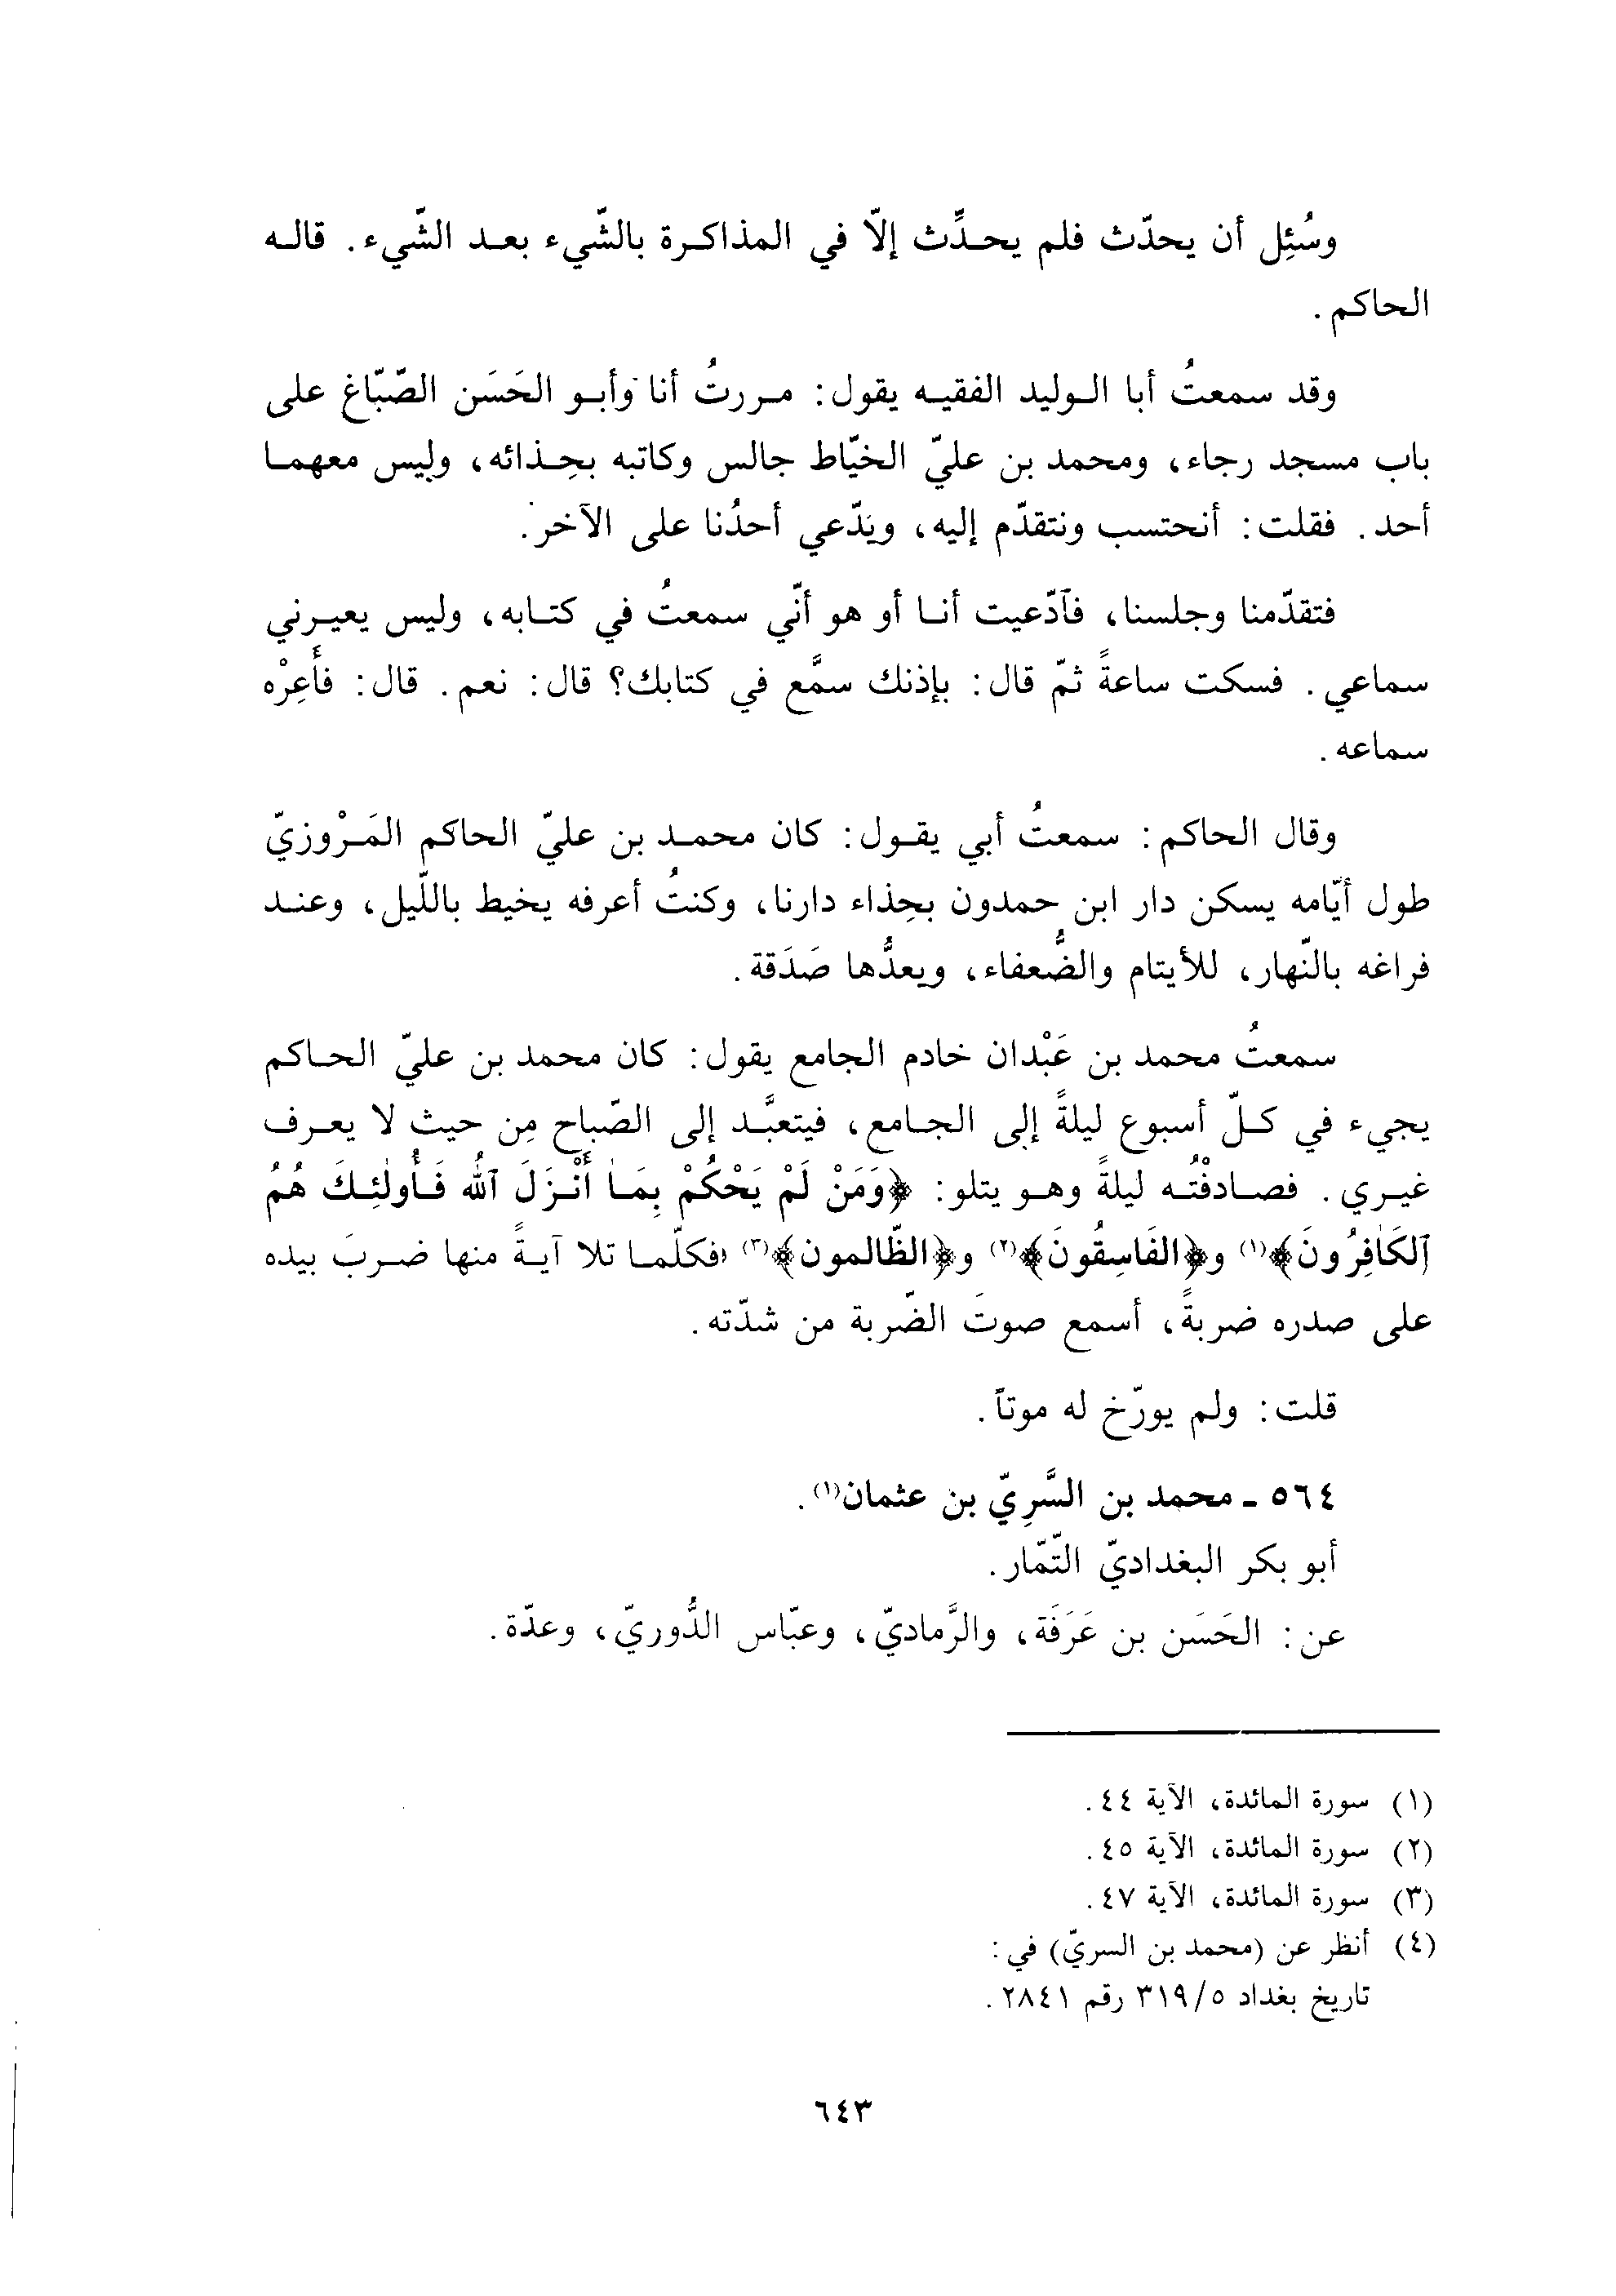 وسُئِل أن يحدّث فلم يحدِّث إلّا في المذاكرة بالشّيء بعد الشّيء. قاله
الحاكم.
وقد سمعتُ أبا الوليد الفقيه يقول: مررتُ أنا وأبو الحَسَن الصّبّاغ على
باب مسجد رجاء، ومحمد بن عليّ الخيّاط جالس وكاتبه بحِذائه، وليس معهما
أحد. فقلت: أنحتسب ونتقدّم إليه، ويَدّعي أحدُنا على الآخر.
فتقدّمنا وجلسنا، فآدّعيت أنا أو هو أنّي سمعتُ في كتابه، وليس يعيرني
سماعي. فسكت ساعةً ثمّ قال: بإذنك سمَّع في كتابك؟ قال: نعم. قال: فأَعِرْه
سماعه.
وقال الحاكم: سمعتُ أبي يقول: كان محمد بن عليّ الحاكم المَرْوزيّ
طول أيّامه يسكن دار ابن حمدون بحِذاء دارنا، وكنتُ أعرفه يخيط باللّيل، وعند
فراغه بالنّهار، للأيتام والضُّعفاء، ويعدُّها صَدَقة.
سمعتُ محمد بن عَبْدان خادم الجامع يقول: كان محمد بن عليّ الحاكم
يجيء في كلّ أسبوع ليلةً إلى الجامع، فيتعبَّد إلى الصّباح مِن حيث لا يعرف
غيري. فصادفْتُه ليلةً وهو يتلو: ﴿وَمَنْ لَمْ يَحْكُمْ بِمَا أَنْزَلَ ٱللهُ فَأُولٰئِكَ هُمُ
ٱلكَافِرُونَ﴾(١) و﴿الفَاسِقُونَ﴾(٢) و﴿الظّالمون﴾(٣) فكلّما تلا آيةً منها ضربَ بيده
على صدره ضربةً، أسمع صوتَ الضّربة من شدّته.
قلت: ولم يورّخ له موتاً.
٥٦٤ ـ محمد بن السَّرِيّ بن عثمان(١).
أبو بكر البغداديّ التّمّار.
عن: الحَسَن بن عَرَفَة، والرَّماديّ، وعبّاس الدُّوريّ، وعدّة.
(١) سورة المائدة، الآية ٤٤.
(٢) سورة المائدة، الآية ٤٥.
(٣) سورة المائدة، الآية ٤٧.
(٤) أنظر عن (محمد بن السريّ) في:
تاريخ بغداد ٣١٩/٥ رقم ٢٨٤١.
٦٤٣